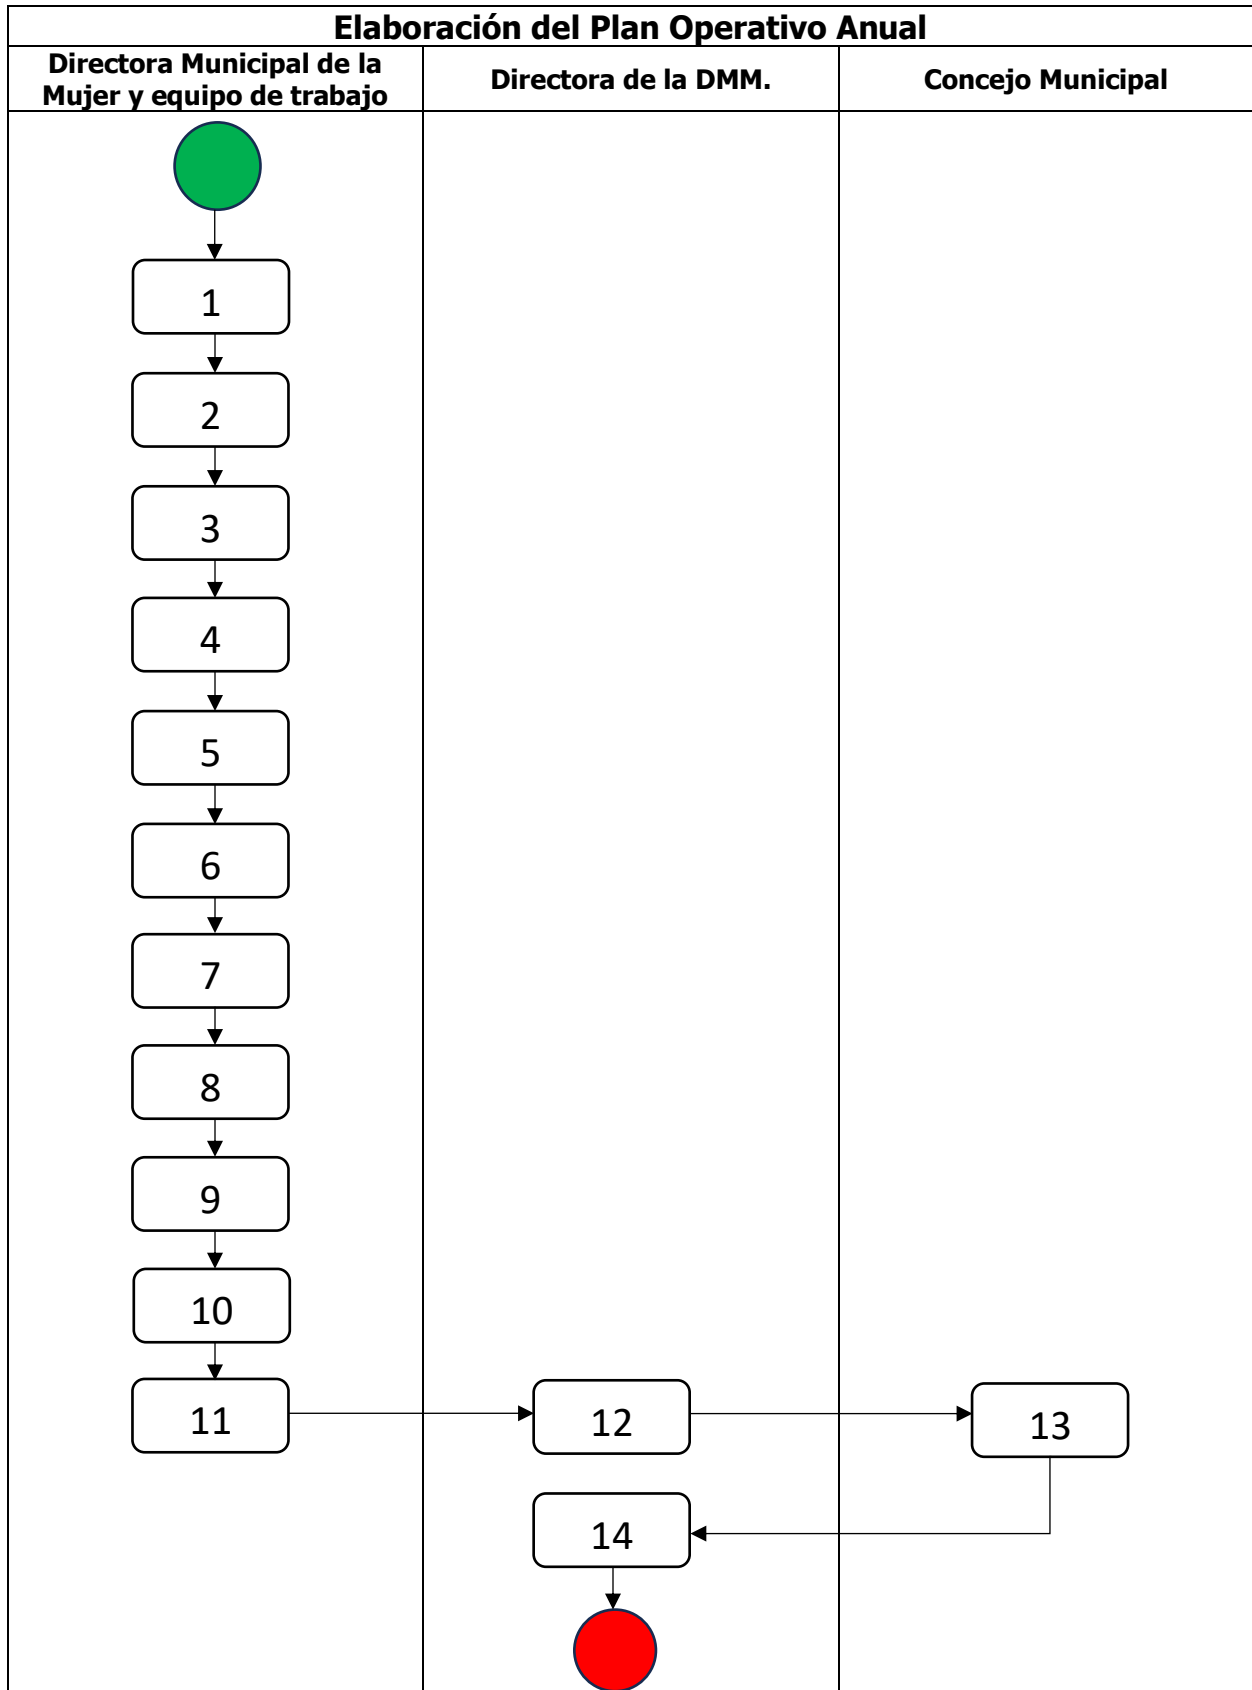 Elaboración del Plan Operativo Anual
Directora Municipal de la
Mujer y equipo de trabajo
Directora de la DMM.
Concejo Municipal
1
2
3
4
5
6
7
8
9
10
11
12
13
14